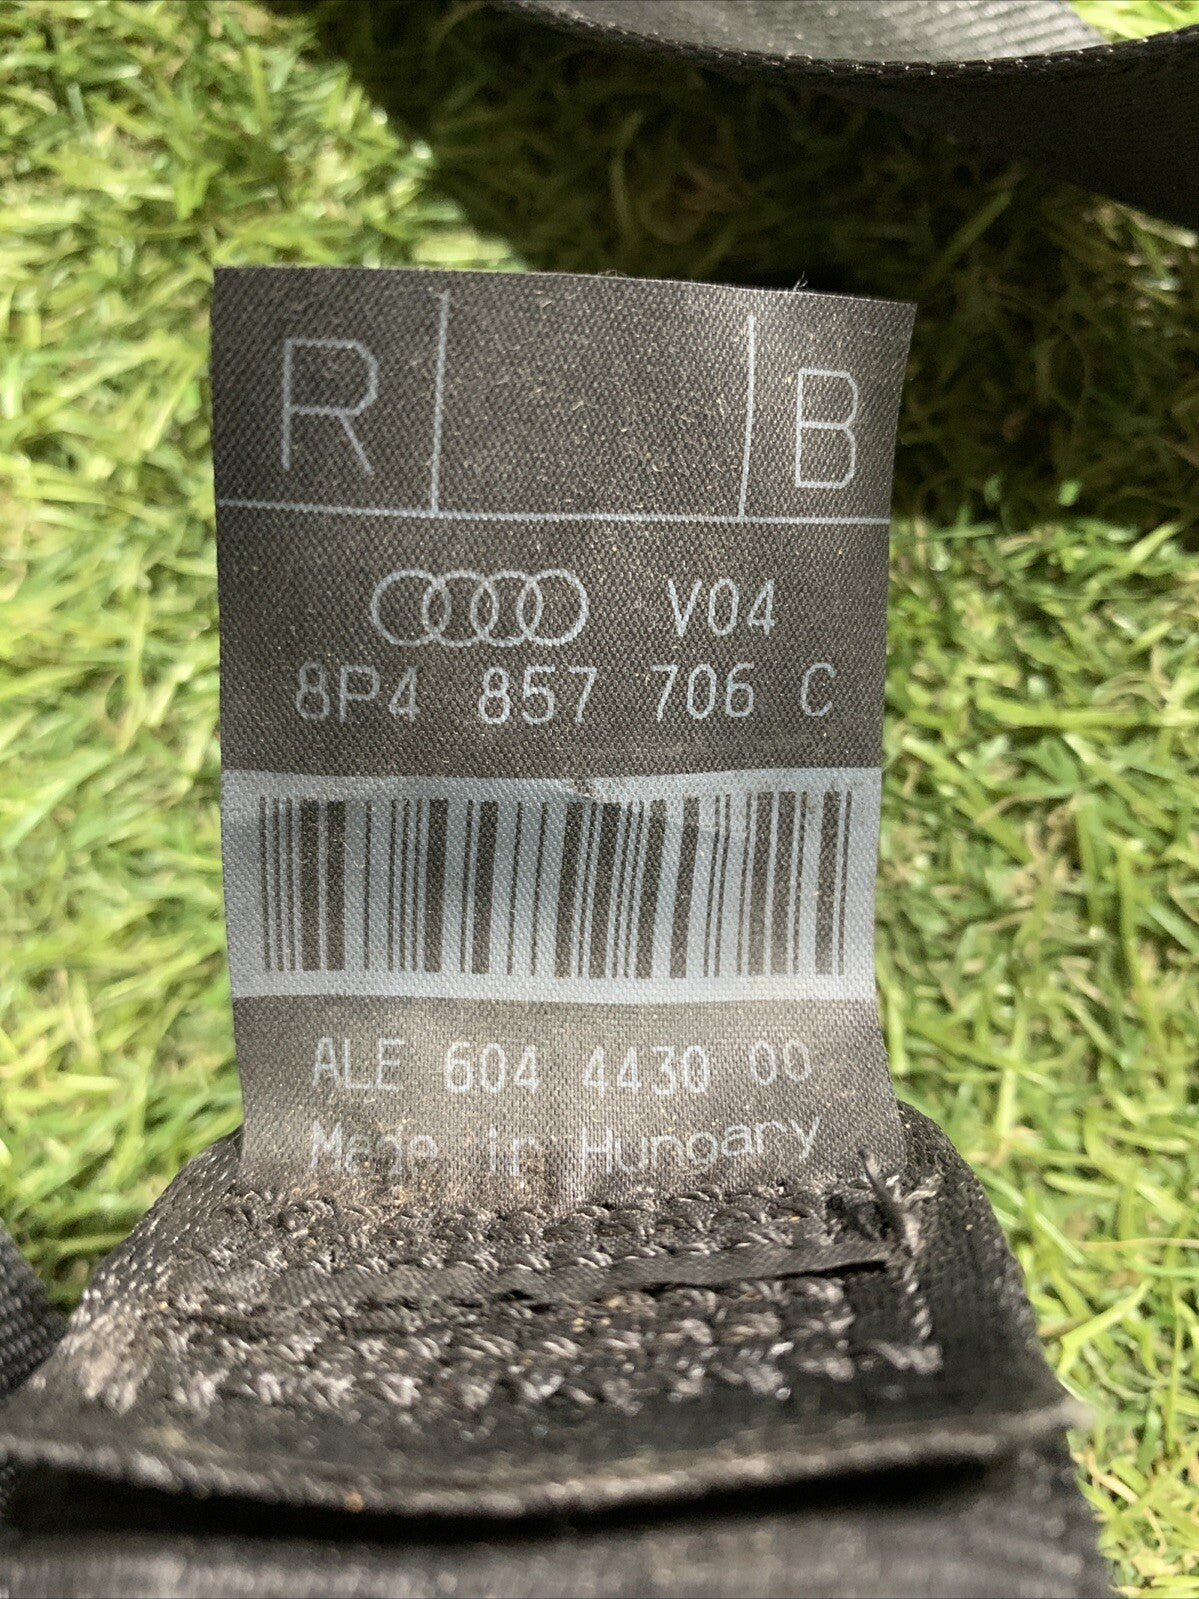 R B
V04
8P4 857 706 C
ALE 604 4430 00
Made in Hungary